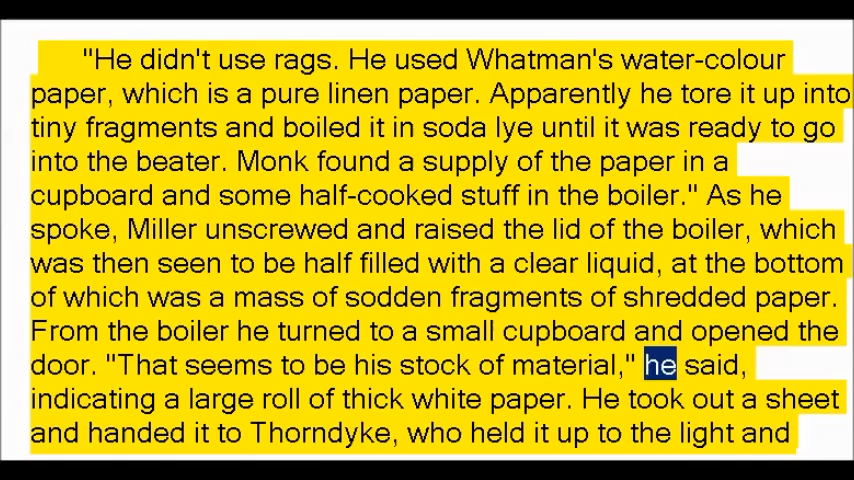 "He didn't use rags. He used Whatman's water-colour
paper, which is a pure linen paper. Apparently he tore it up into
tiny fragments and boiled it in soda lye until it was ready to go
into the beater. Monk found a supply of the paper in a
cupboard and some half-cooked stuff in the boiler." As he
spoke, Miller unscrewed and raised the lid of the boiler, which
was then seen to be half filled with a clear liquid, at the bottom
of which was a mass of sodden fragments of shredded paper.
From the boiler he turned to a small cupboard and opened the
door. "That seems to be his stock of material," he said,
indicating a large roll of thick white paper. He took out a sheet
and handed it to Thorndyke, who held it up to the light and